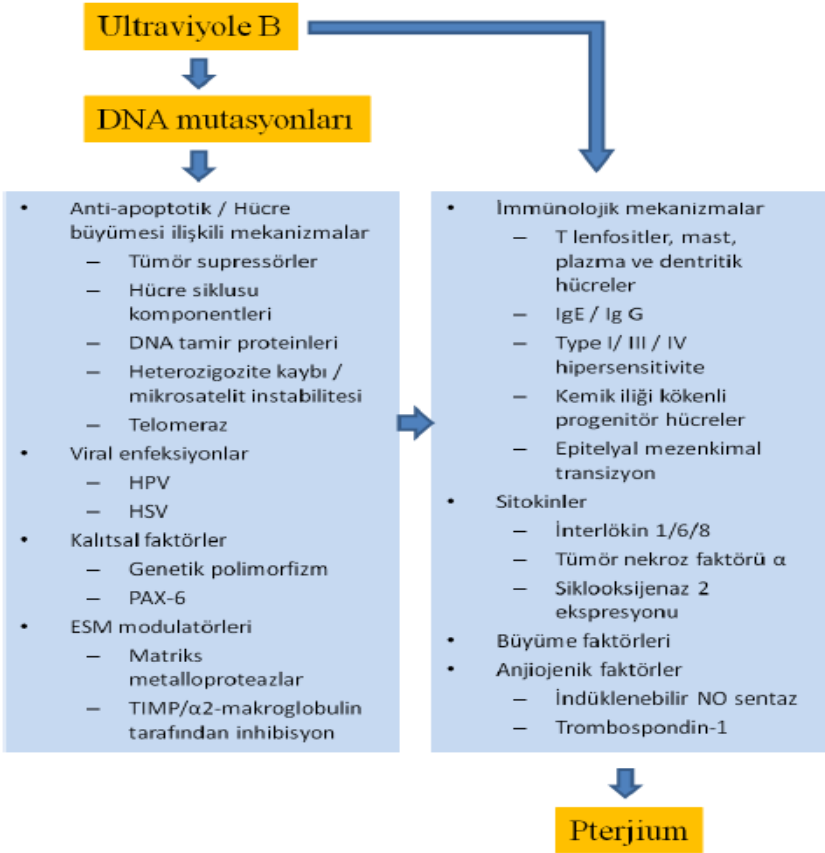 Ultraviyole B
DNA mutasyonları
• Anti-apoptotik / Hücre
büyümesi ilişkili mekanizmalar
– Tümör supressörler
– Hücre siklusu
komponentleri
– DNA tamir proteinleri
– Heterozigozite kaybı /
mikrosatelit instabilitesi
– Telomeraz
• Viral enfeksiyonlar
– HPV
– HSV
• Kalıtsal faktörler
– Genetik polimorfizm
– PAX-6
• ESM modulatörleri
– Matriks
metalloproteazlar
– TIMP/α2-makroglobulin
tarafından inhibisyon
• İmmünolojik mekanizmalar
– T lenfositler, mast,
plazma ve dentritik
hücreler
– IgE / Ig G
– Type I/ III / IV
hipersensitivite
– Kemik iliği kökenli
progenitör hücreler
– Epitelyal mezenkimal
transizyon
• Sitokinler
– İnterlökin 1/6/8
– Tümör nekroz faktörü α
– Siklooksijenaz 2
ekspresyonu
• Büyüme faktörleri
• Anjiojenik faktörler
– İndüklenebilir NO sentaz
– Trombospondin-1
Pterjium